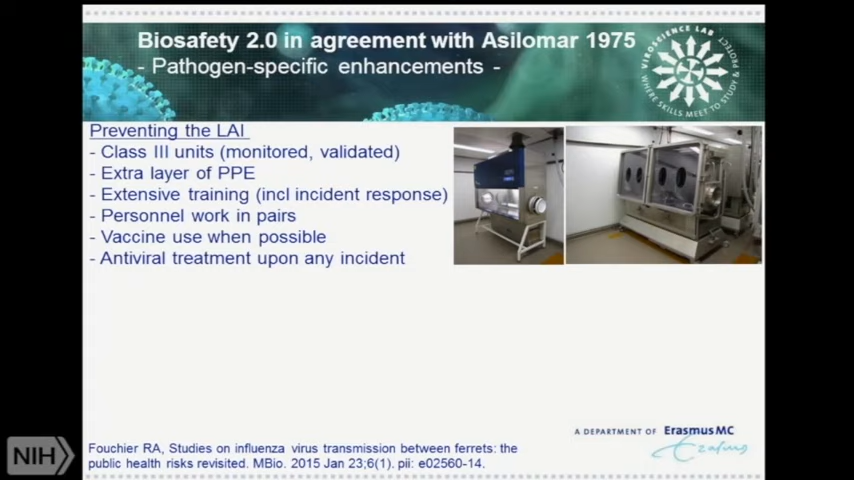 Biosafety 2.0 in agreement with Asilomar 1975
- Pathogen-specific enhancements -
VIROSCIENCE LAB
WHERE SKILLS MEET TO STUDY & PROTECT
Preventing the LAI
- Class III units (monitored, validated)
- Extra layer of PPE
- Extensive training (incl incident response)
- Personnel work in pairs
- Vaccine use when possible
- Antiviral treatment upon any incident
A DEPARTMENT OF Erasmus MC
Erasmus
Fouchier RA, Studies on influenza virus transmission between ferrets: the
public health risks revisited. MBio. 2015 Jan 23;6(1). pii: e02560-14.
NIH